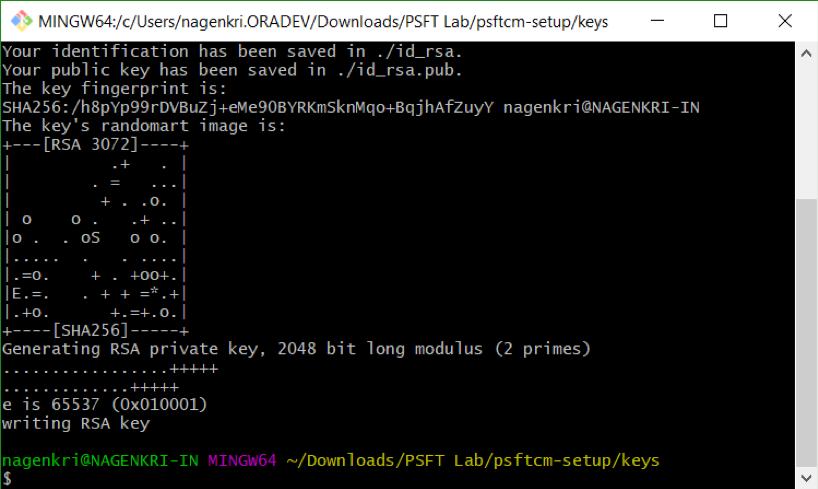 MINGW64:/c/Users/nagenkri.ORADEV/Downloads/PSFT Lab/psftcm-setup/keys
Your identification has been saved in ./id_rsa.
Your public key has been saved in ./id_rsa.pub.
The key fingerprint is:
SHA256:/h8pYp99rDVBuZj+eMe90BYRKmSknMqo+BqjhAfZuyY nagenkri@NAGENKRI-IN
The key's randomart image is:
+---[RSA 3072]----+
|          .+   . |
|        . =   ...|
|         + . .o. |
| o    o .   .+ ..|
|o .  . oS   o o. |
|.....  .   . ....|
|.=o.    + . +oo+.|
|E.=.   . + + =*.+|
|.+o.      +.=+.o.|
+----[SHA256]-----+
Generating RSA private key, 2048 bit long modulus (2 primes)
.................+++++
.............+++++
e is 65537 (0x010001)
writing RSA key
nagenkri@NAGENKRI-IN MINGW64 ~/Downloads/PSFT Lab/psftcm-setup/keys
$